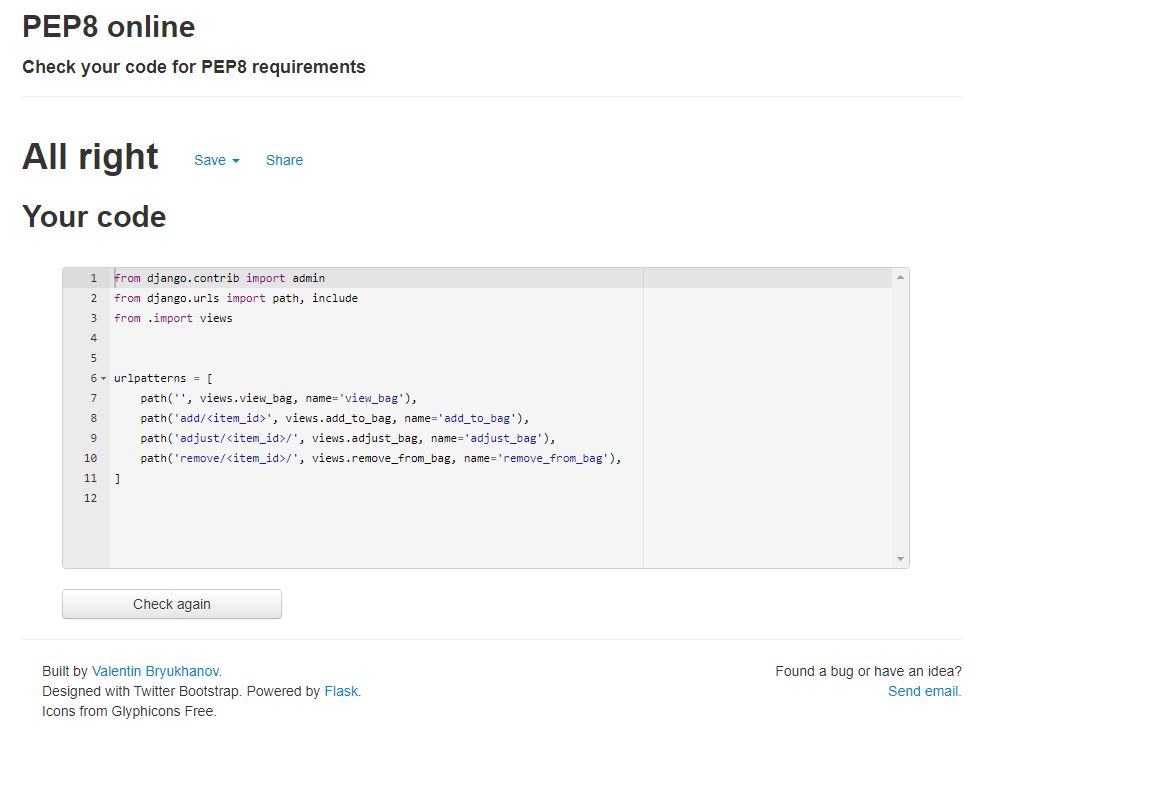 PEP8 online
Check your code for PEP8 requirements
All right Save Share
Your code
1 from django.contrib import admin
2 from django.urls import path, include
3 from .import views
4
5
6 urlpatterns = [
7     path('', views.view_bag, name='view_bag'),
8     path('add/<item_id>', views.add_to_bag, name='add_to_bag'),
9     path('adjust/<item_id>/', views.adjust_bag, name='adjust_bag'),
10     path('remove/<item_id>/', views.remove_from_bag, name='remove_from_bag'),
11 ]
12
Check again
Built by Valentin Bryukhanov.
Designed with Twitter Bootstrap. Powered by Flask.
Icons from Glyphicons Free.
Found a bug or have an idea?
Send email.